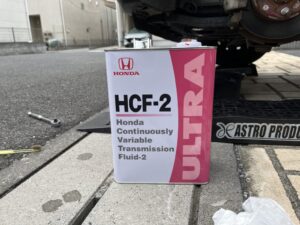 HONDA
HCF-2
Honda
Continuously
Variable
Transmission
Fluid-2
ULTRA
ASTRO PRODU